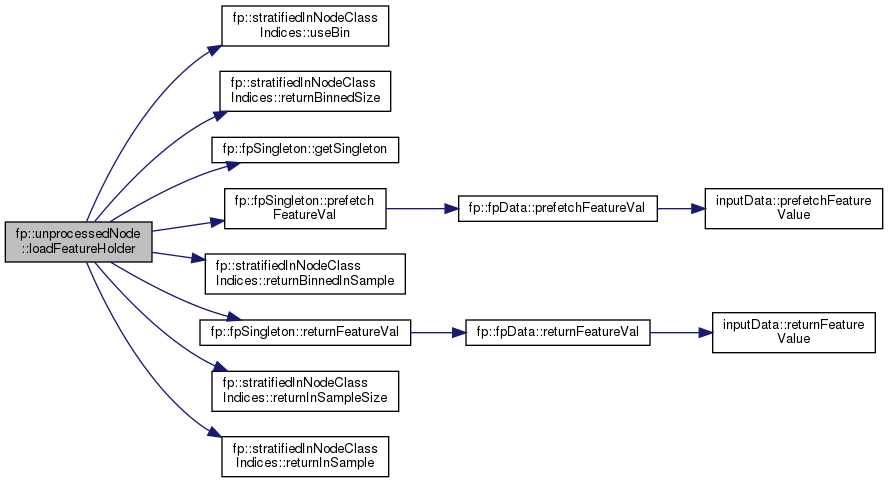 fp::stratifiedInNodeClass
Indices::useBin
fp::stratifiedInNodeClass
Indices::returnBinnedSize
fp::fpSingleton::getSingleton
fp::fpSingleton::prefetch
FeatureVal
fp::fpData::prefetchFeatureVal
inputData::prefetchFeature
Value
fp::unprocessedNode
::loadFeatureHolder
fp::stratifiedInNodeClass
Indices::returnBinnedInSample
fp::fpSingleton::returnFeatureVal
fp::fpData::returnFeatureVal
inputData::returnFeature
Value
fp::stratifiedInNodeClass
Indices::returnInSampleSize
fp::stratifiedInNodeClass
Indices::returnInSample